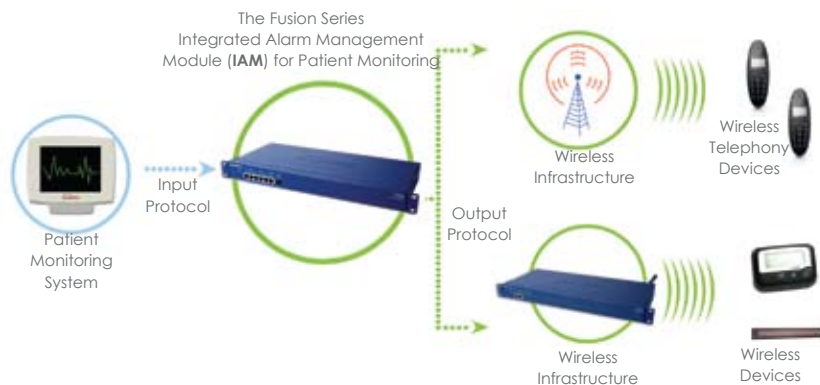 The Fusion Series
Integrated Alarm Management
Module (IAM) for Patient Monitoring
Input
Protocol
Patient
Monitoring
System
Output
Protocol
Wireless
Infrastructure
Wireless
Telephony
Devices
Wireless
Infrastructure
Wireless
Devices